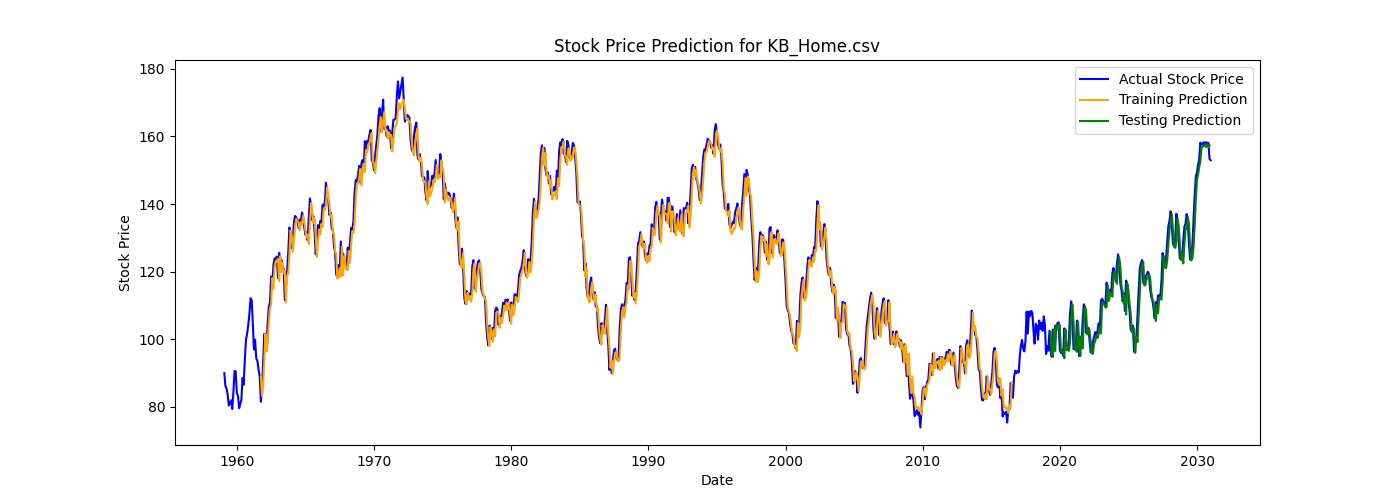 Stock Price Prediction for KB_Home.csv
Actual Stock Price
Training Prediction
Testing Prediction
Stock Price
180
160
140
120
100
80
1960 1970 1980 1990 2000 2010 2020 2030
Date